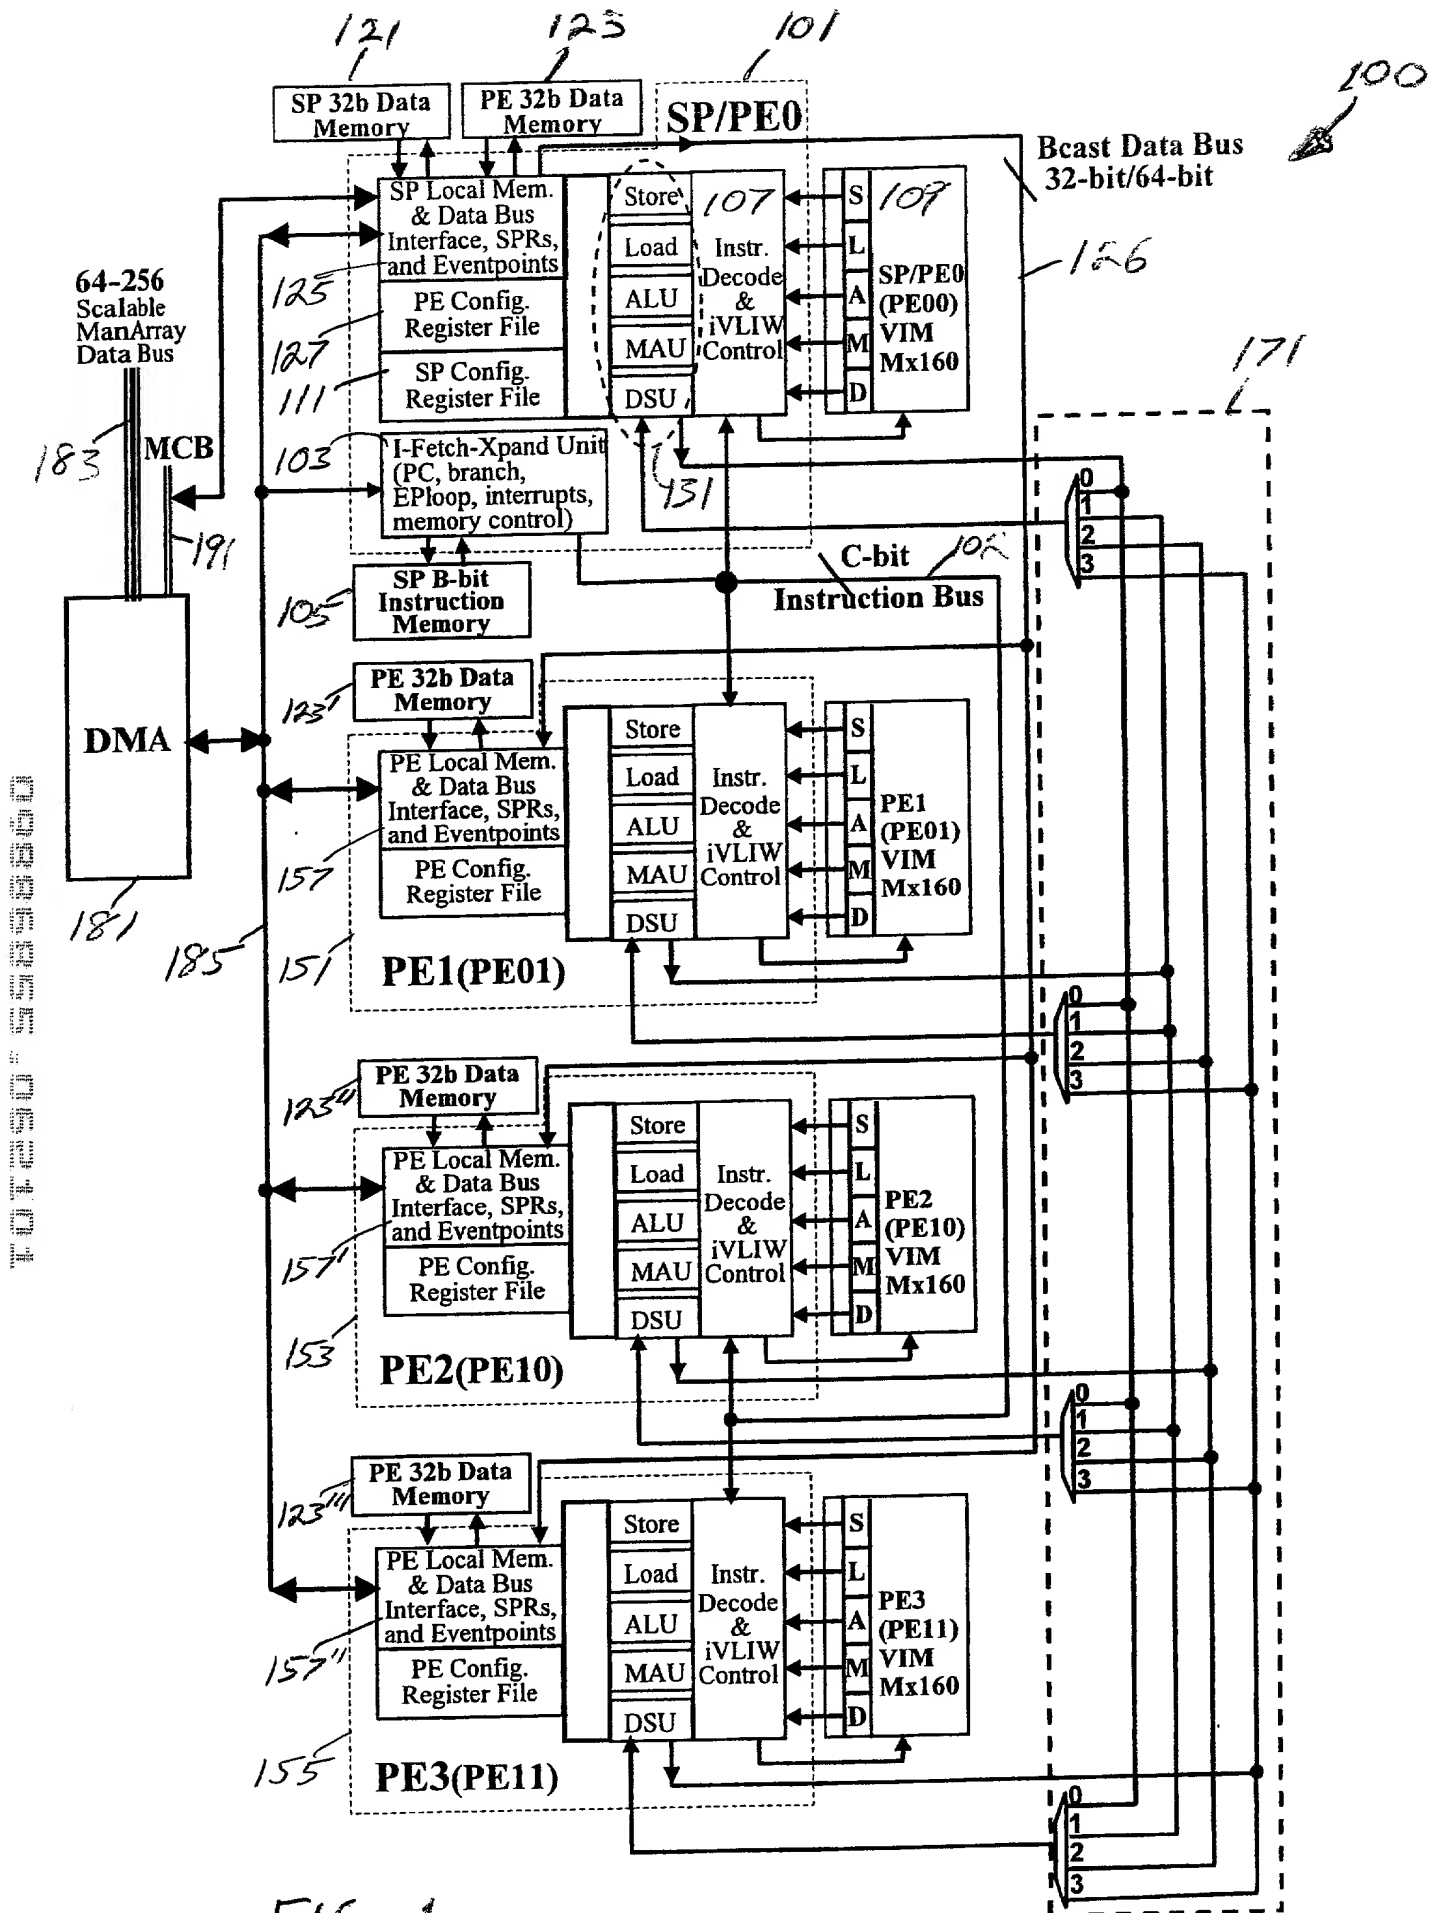 121
123
101
100
SP 32b Data
Memory
PE 32b Data
Memory
SP/PE0
Bcast Data Bus
32-bit/64-bit
126
SP Local Mem.
& Data Bus
Interface, SPRs,
and Eventpoints
125
PE Config.
Register File
127
SP Config.
Register File
111
Store
Load
ALU
MAU
DSU
107
Instr.
Decode
&
iVLIW
Control
S
L
A
M
D
109
SP/PE0
(PE00)
VIM
Mx160
171
64-256
Scalable
ManArray
Data Bus
183
MCB
191
103
I-Fetch-Xpand Unit
(PC, branch,
EPloop, interrupts,
memory control)
131
0
1
2
3
105
SP B-bit
Instruction
Memory
C-bit
102
Instruction Bus
DMA
181
185
123'
PE 32b Data
Memory
PE Local Mem.
& Data Bus
Interface, SPRs,
and Eventpoints
157
PE Config.
Register File
151
PE1(PE01)
Store
Load
ALU
MAU
DSU
Instr.
Decode
&
iVLIW
Control
S
L
A
M
D
PE1
(PE01)
VIM
Mx160
0
1
2
3
123"
PE 32b Data
Memory
PE Local Mem.
& Data Bus
Interface, SPRs,
and Eventpoints
157'
PE Config.
Register File
153
PE2(PE10)
Store
Load
ALU
MAU
DSU
Instr.
Decode
&
iVLIW
Control
S
L
A
M
D
PE2
(PE10)
VIM
Mx160
0
1
2
3
123'"
PE 32b Data
Memory
PE Local Mem.
& Data Bus
Interface, SPRs,
and Eventpoints
157"
PE Config.
Register File
155
PE3(PE11)
Store
Load
ALU
MAU
DSU
Instr.
Decode
&
iVLIW
Control
S
L
A
M
D
PE3
(PE11)
VIM
Mx160
0
1
2
3